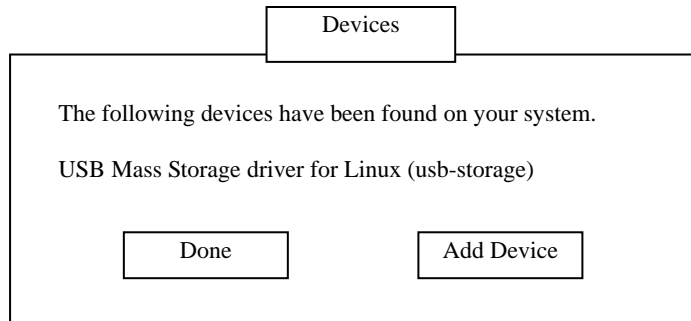 Devices
The following devices have been found on your system.
USB Mass Storage driver for Linux (usb-storage)
Done
Add Device